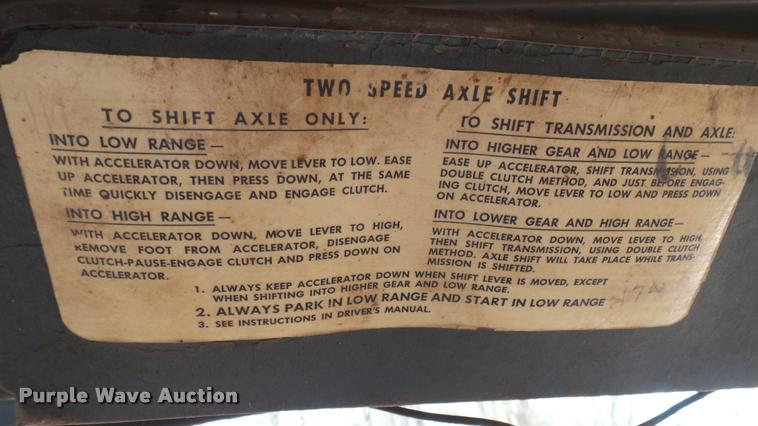 TWO SPEED AXLE SHIFT
TO SHIFT AXLE ONLY:
INTO LOW RANGE—
WITH ACCELERATOR DOWN, MOVE LEVER TO LOW. EASE
UP ACCELERATOR, THEN PRESS DOWN, AT THE SAME
TIME QUICKLY DISENGAGE AND ENGAGE CLUTCH.
INTO HIGH RANGE—
WITH ACCELERATOR DOWN, MOVE LEVER TO HIGH,
REMOVE FOOT FROM ACCELERATOR, DISENGAGE
CLUTCH-PAUSE-ENGAGE CLUTCH AND PRESS DOWN ON
ACCELERATOR.
TO SHIFT TRANSMISSION AND AXLE:
INTO HIGHER GEAR AND LOW RANGE—
EASE UP ACCELERATOR, SHIFT TRANSMISSION, USING
DOUBLE CLUTCH METHOD, AND JUST BEFORE ENGAG-
ING CLUTCH, MOVE LEVER TO LOW AND PRESS DOWN
ON ACCELERATOR.
INTO LOWER GEAR AND HIGH RANGE—
WITH ACCELERATOR DOWN, MOVE LEVER TO HIGH,
THEN SHIFT TRANSMISSION, USING DOUBLE CLUTCH
METHOD. AXLE SHIFT WILL TAKE PLACE WHILE TRANS-
MISSION IS SHIFTED.
1. ALWAYS KEEP ACCELERATOR DOWN WHEN SHIFT LEVER IS MOVED, EXCEPT
WHEN SHIFTING INTO HIGHER GEAR AND LOW RANGE.
2. ALWAYS PARK IN LOW RANGE AND START IN LOW RANGE
3. SEE INSTRUCTIONS IN DRIVER'S MANUAL.
Purple Wave Auction